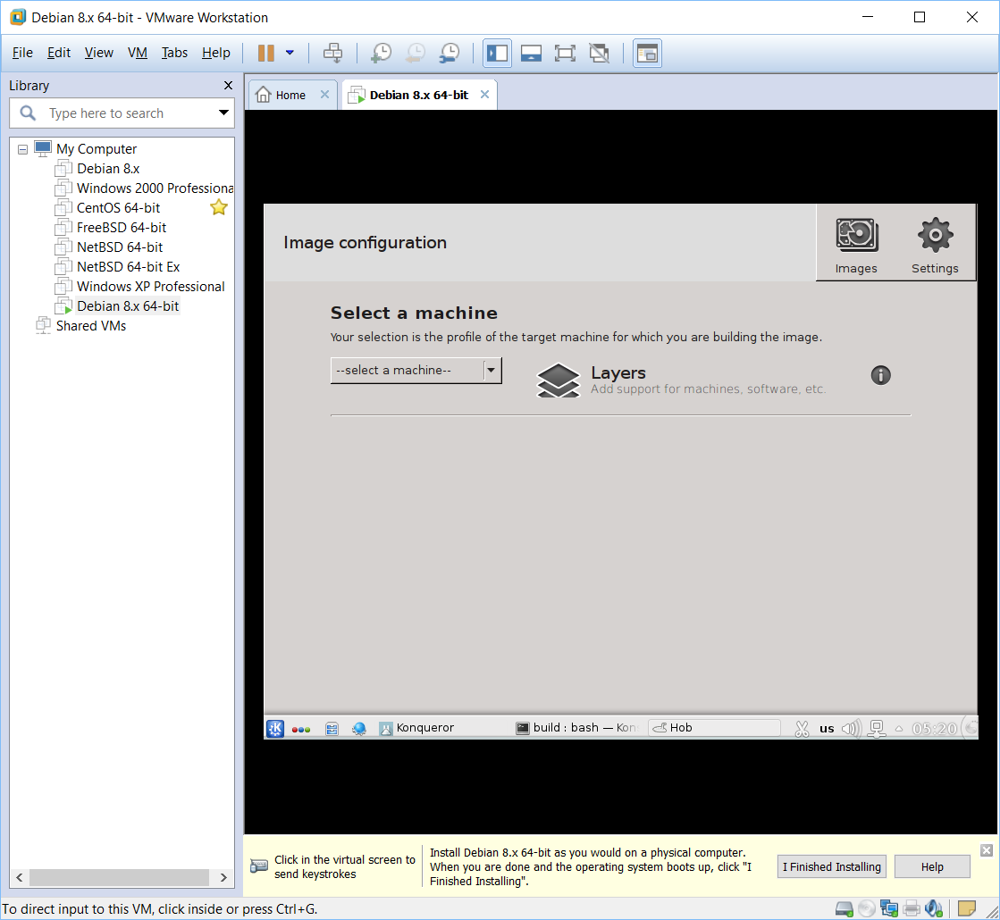 Debian 8.x 64-bit - VMware Workstation
File Edit View VM Tabs Help
Library
Type here to search
My Computer
Debian 8.x
Windows 2000 Professiona
CentOS 64-bit
FreeBSD 64-bit
NetBSD 64-bit
NetBSD 64-bit Ex
Windows XP Professional
Debian 8.x 64-bit
Shared VMs
Home
Debian 8.x 64-bit
Image configuration
Images
Settings
Select a machine
Your selection is the profile of the target machine for which you are building the image.
--select a machine--
Layers
Add support for machines, software, etc.
Konqueror
build : bash — Kon
Hob
us
05:20
Click in the virtual screen to
send keystrokes
Install Debian 8.x 64-bit as you would on a physical computer.
When you are done and the operating system boots up, click "I
Finished Installing".
I Finished Installing
Help
To direct input to this VM, click inside or press Ctrl+G.